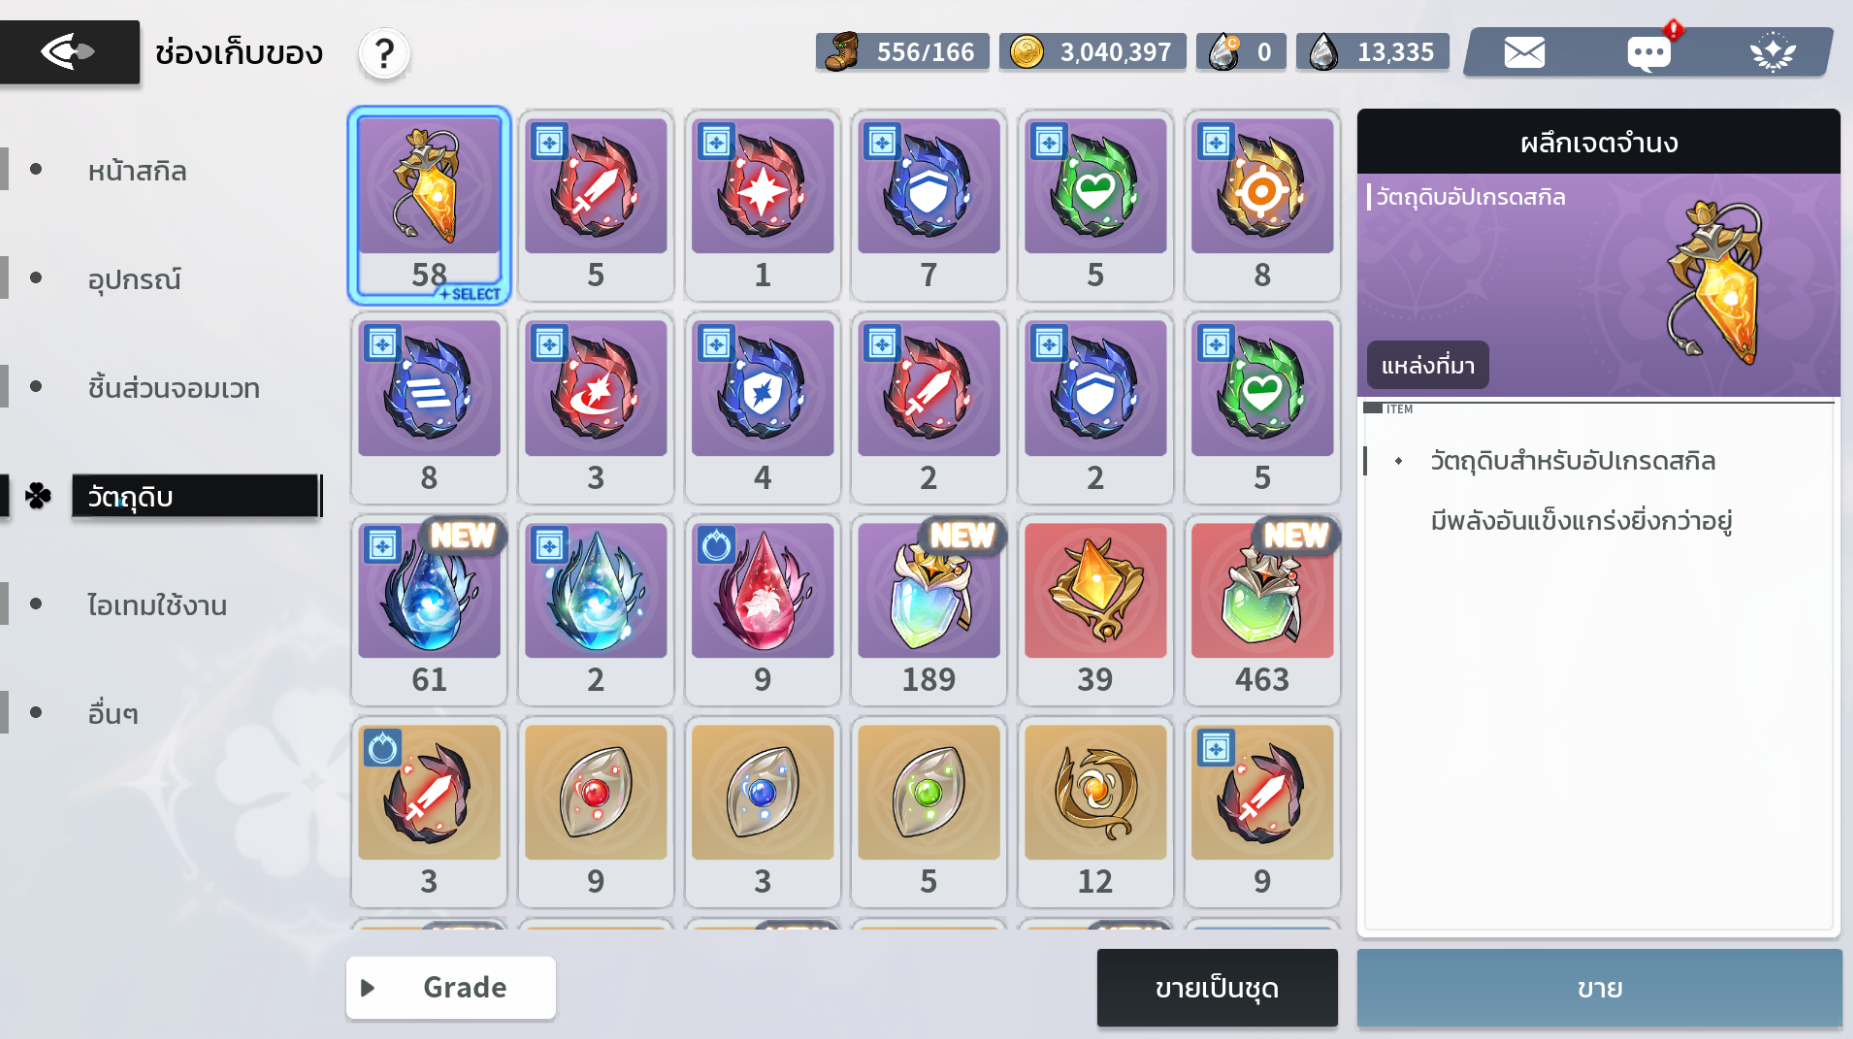 ช่องเก็บของ
?
556/166
3,040,397
0
13,335
หน้าสกิล
อุปกรณ์
ชิ้นส่วนจอมเวท
วัตถุดิบ
ไอเทมใช้งาน
อื่นๆ
58
SELECT
5
1
7
5
8
8
3
4
2
2
5
NEW
NEW
NEW
61
2
9
189
39
463
3
9
3
5
12
9
Grade
ขายเป็นชุด
ผลึกเจตจำนง
วัตถุดิบอัปเกรดสกิล
แหล่งที่มา
ITEM
วัตถุดิบสำหรับอัปเกรดสกิล
มีพลังอันแข็งแกร่งยิ่งกว่าอยู่
ขาย